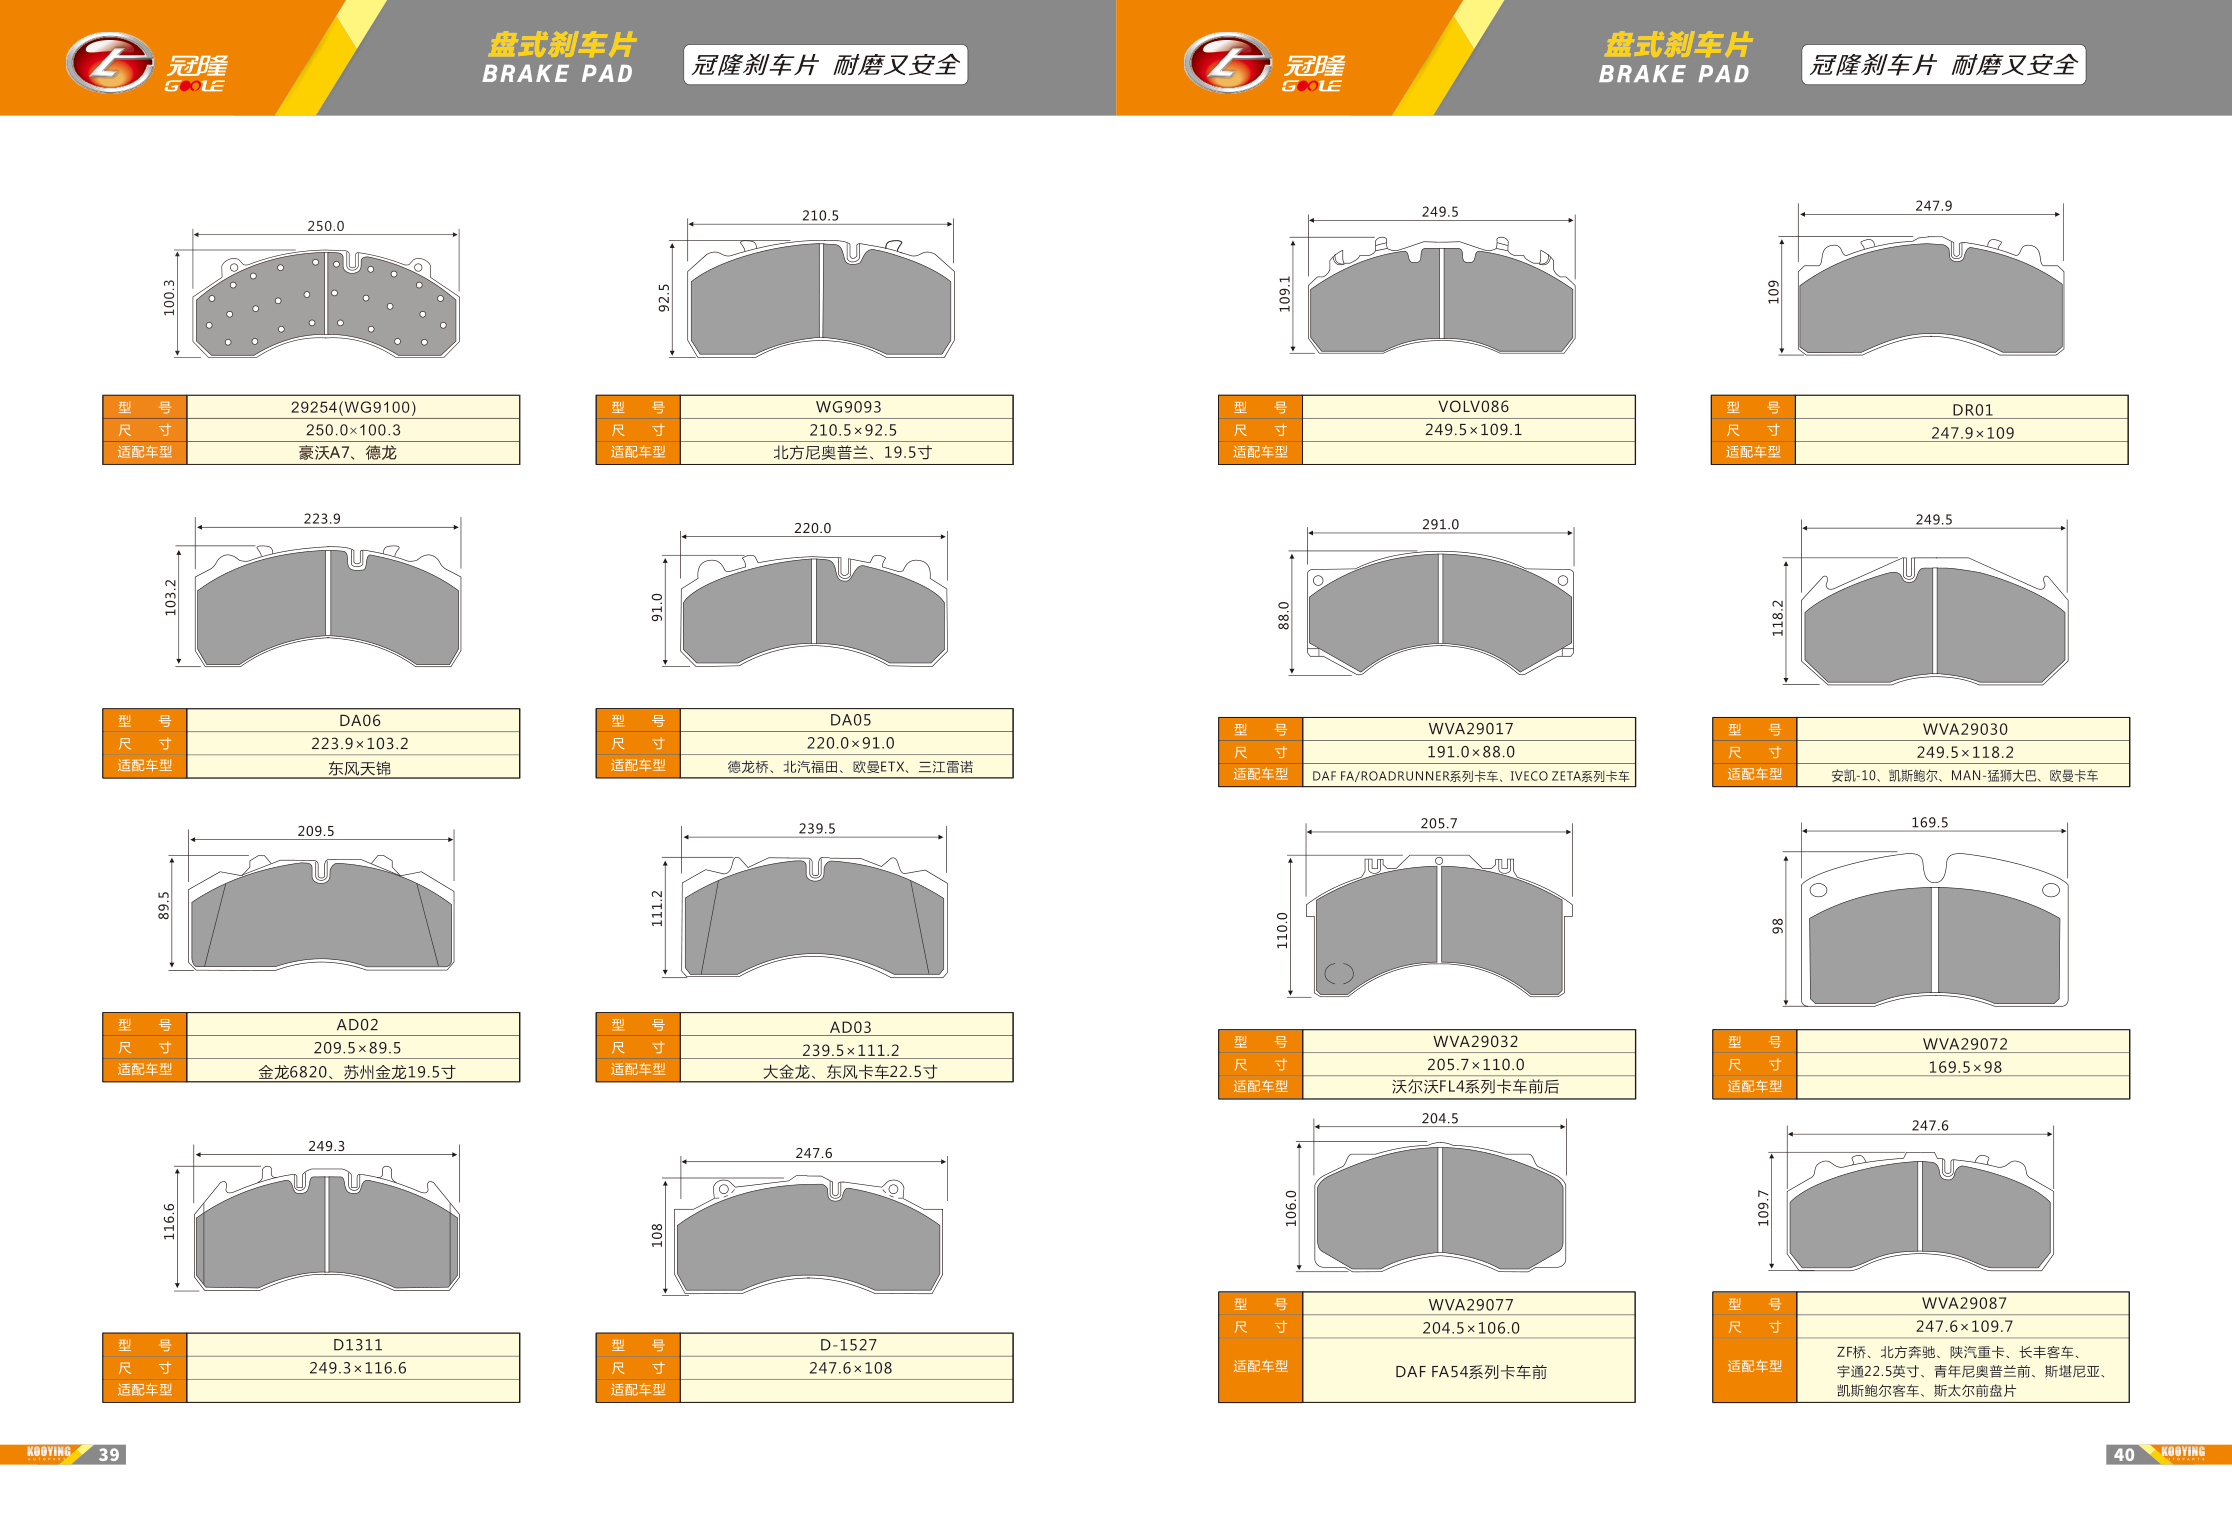 冠隆
GOOLE
盘式刹车片
BRAKE PAD
冠隆刹车片 耐磨又安全
250.0
100.3
型 号 29254(WG9100)
尺 寸 250.0×100.3
适配车型 豪沃A7、德龙
210.5
92.5
型 号 WG9093
尺 寸 210.5×92.5
适配车型 北方尼奥普兰、19.5寸
223.9
103.2
型 号 DA06
尺 寸 223.9×103.2
适配车型 东风天锦
220.0
91.0
型 号 DA05
尺 寸 220.0×91.0
适配车型 德龙桥、北汽福田、欧曼ETX、三江雷诺
209.5
89.5
型 号 AD02
尺 寸 209.5×89.5
适配车型 金龙6820、苏州金龙19.5寸
239.5
111.2
型 号 AD03
尺 寸 239.5×111.2
适配车型 大金龙、东风卡车22.5寸
249.3
116.6
型 号 D1311
尺 寸 249.3×116.6
适配车型
247.6
108
型 号 D-1527
尺 寸 247.6×108
适配车型
KOOYING
39
冠隆
GOOLE
盘式刹车片
BRAKE PAD
冠隆刹车片 耐磨又安全
249.5
109.1
型 号 VOLV086
尺 寸 249.5×109.1
适配车型
247.9
109
型 号 DR01
尺 寸 247.9×109
适配车型
291.0
88.0
型 号 WVA29017
尺 寸 191.0×88.0
适配车型 DAF FA/ROADRUNNER系列卡车、IVECO ZETA系列卡车
249.5
118.2
型 号 WVA29030
尺 寸 249.5×118.2
适配车型 安凯-10、凯斯鲍尔、MAN-猛狮大巴、欧曼卡车
205.7
110.0
型 号 WVA29032
尺 寸 205.7×110.0
适配车型 沃尔沃FL4系列卡车前后
169.5
98
型 号 WVA29072
尺 寸 169.5×98
适配车型
204.5
106.0
型 号 WVA29077
尺 寸 204.5×106.0
适配车型 DAF FA54系列卡车前
247.6
109.7
型 号 WVA29087
尺 寸 247.6×109.7
适配车型 ZF桥、北方奔驰、陕汽重卡、长丰客车、
宇通22.5英寸、青年尼奥普兰前、斯堪尼亚、
凯斯鲍尔客车、斯太尔前盘片
40
KOOYING